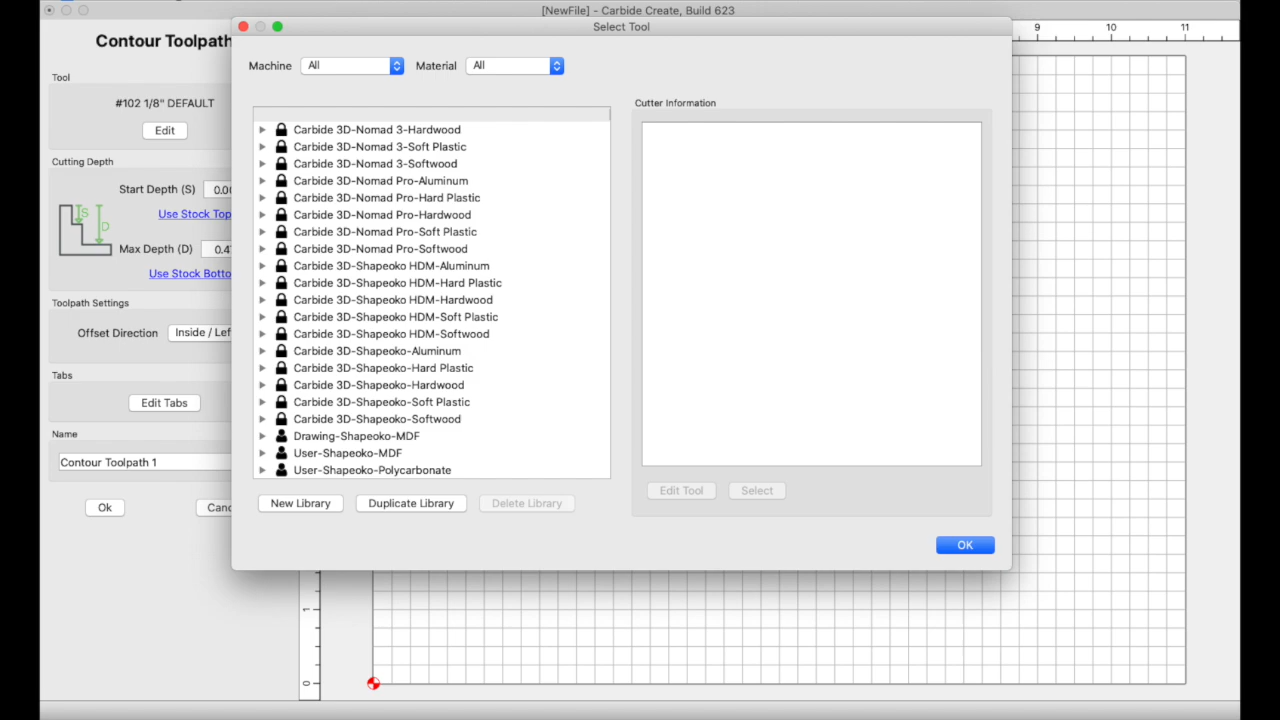 [NewFile] – Carbide Create, Build 623
Select Tool
Contour Toolpath
Tool
#102 1/8" DEFAULT
Edit
Cutting Depth
Start Depth (S)
Use Stock Top
S
D
Max Depth (D)
Use Stock
Toolpath Settings
Offset Direction
Inside /
Tabs
Edit Tabs
Name
Contour Toolpath 1
Ok
Machine
All
Material
All
Carbide 3D-Nomad 3-Hardwood
Carbide 3D-Nomad 3-Soft Plastic
Carbide 3D-Nomad 3-Softwood
Carbide 3D-Nomad Pro-Aluminum
Carbide 3D-Nomad Pro-Hard Plastic
Carbide 3D-Nomad Pro-Hardwood
Carbide 3D-Nomad Pro-Soft Plastic
Carbide 3D-Nomad Pro-Softwood
Carbide 3D-Shapeoko HDM-Aluminum
Carbide 3D-Shapeoko HDM-Hard Plastic
Carbide 3D-Shapeoko HDM-Hardwood
Carbide 3D-Shapeoko HDM-Soft Plastic
Carbide 3D-Shapeoko HDM-Softwood
Carbide 3D-Shapeoko-Aluminum
Carbide 3D-Shapeoko-Hard Plastic
Carbide 3D-Shapeoko-Hardwood
Carbide 3D-Shapeoko-Soft Plastic
Carbide 3D-Shapeoko-Softwood
Drawing-Shapeoko-MDF
User-Shapeoko-MDF
User-Shapeoko-Polycarbonate
New Library
Duplicate Library
Delete Library
Cutter Information
Edit Tool
Select
OK
9
10
11
1
0